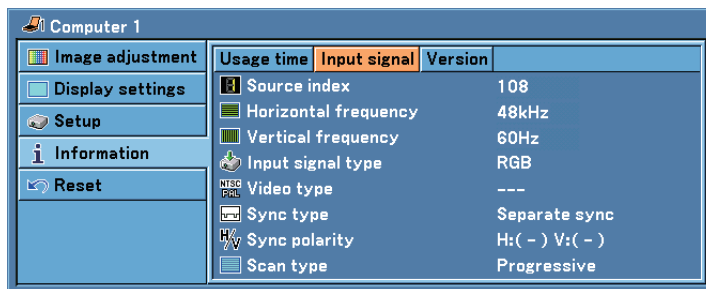 Computer 1
Image adjustment
Display settings
Setup
Information
Reset
Usage time Input signal Version
Source index 108
Horizontal frequency 48kHz
Vertical frequency 60Hz
Input signal type RGB
NTSC PAL Video type ---
Sync type Separate sync
H/V Sync polarity H:( – ) V:( – )
Scan type Progressive